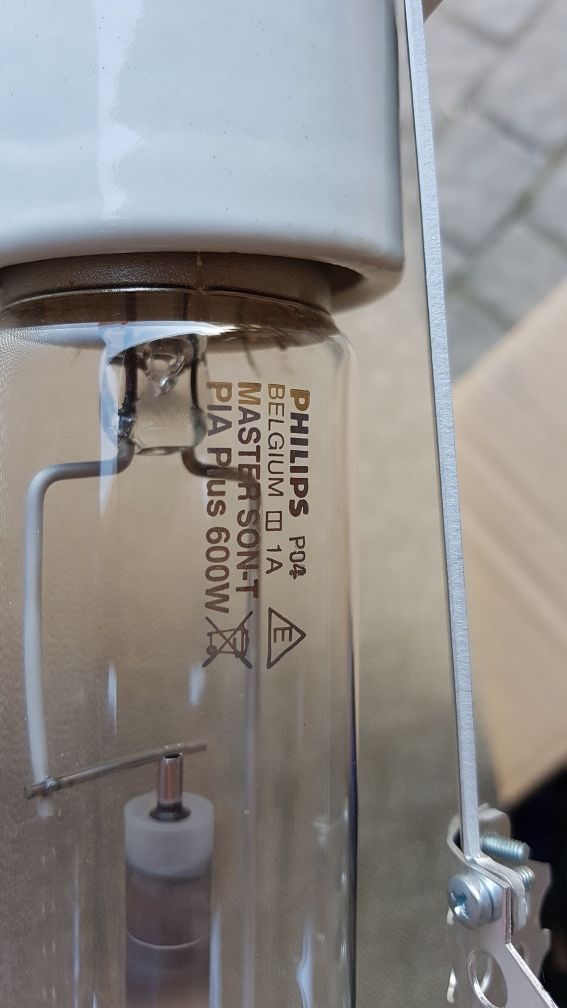 PHILIPS P04
BELGIUM 1A
MASTER SON-T
PIA Plus 600W
E